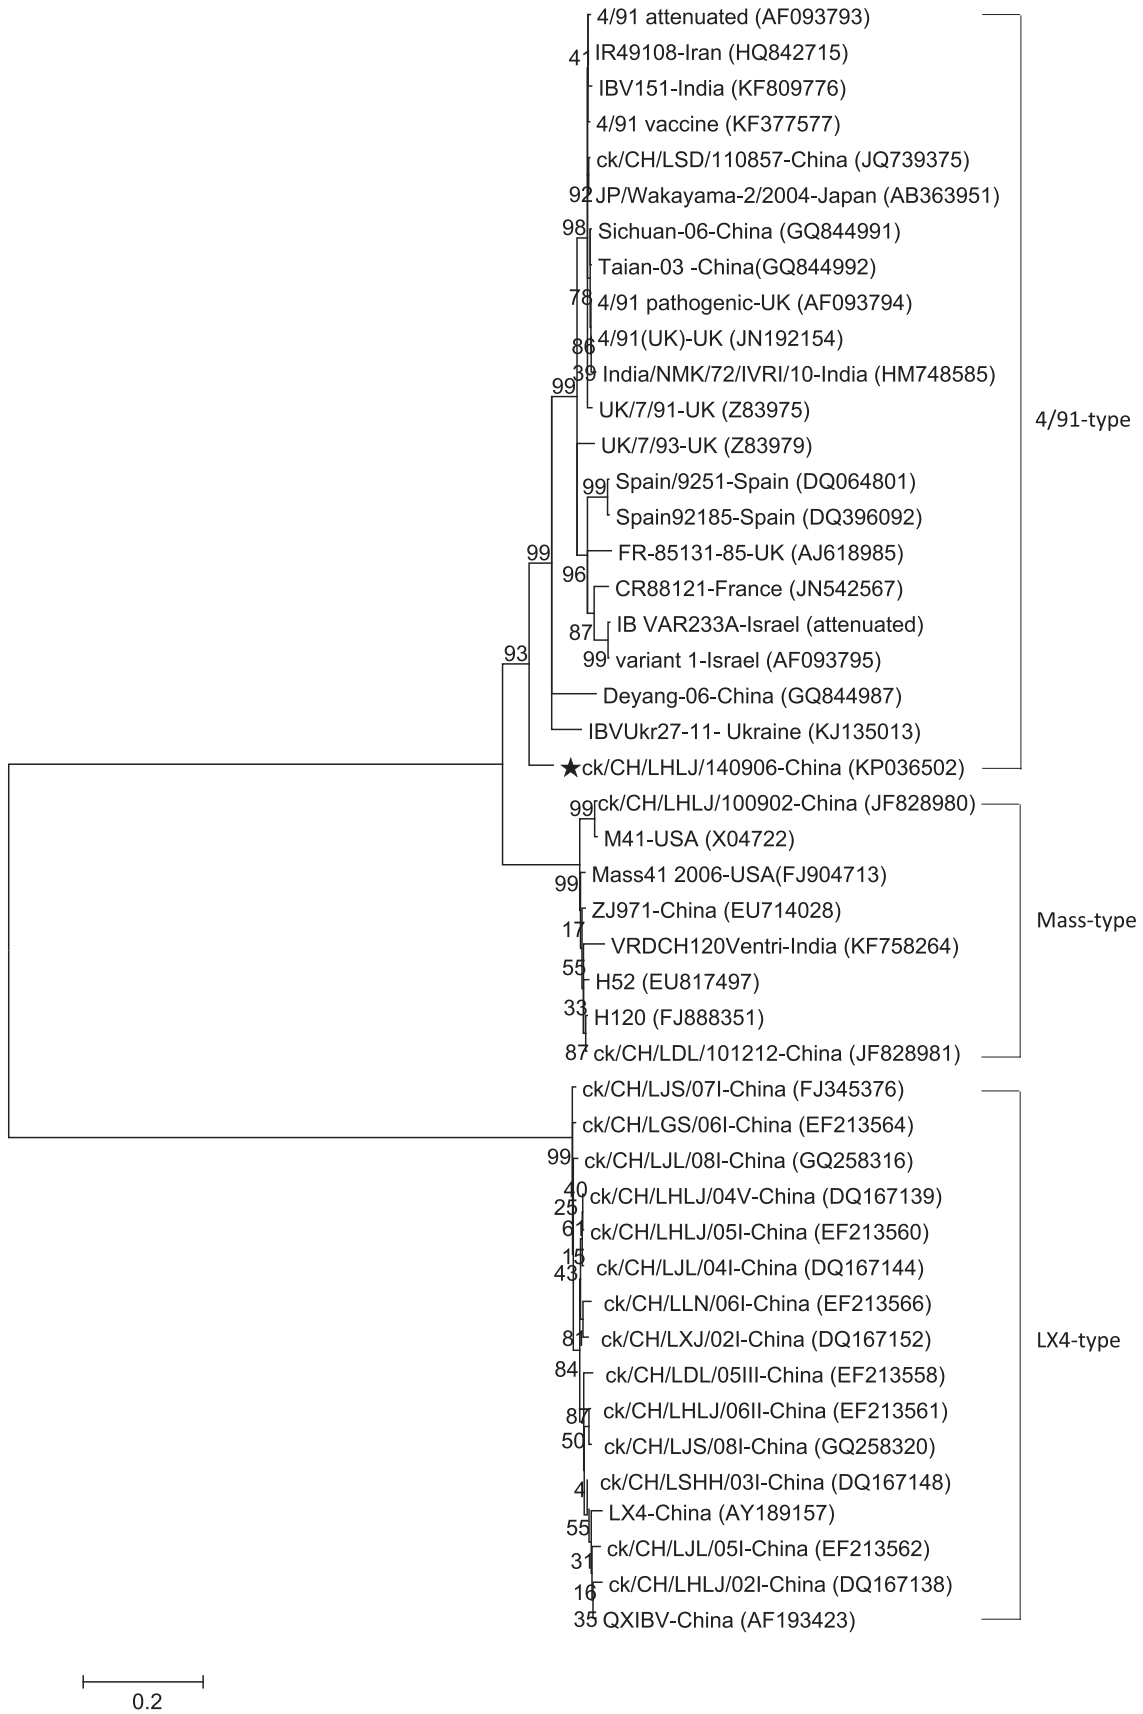 4/91 attenuated (AF093793)
41
IR49108-Iran (HQ842715)
IBV151-India (KF809776)
4/91 vaccine (KF377577)
ck/CH/LSD/110857-China (JQ739375)
92
JP/Wakayama-2/2004-Japan (AB363951)
98
Sichuan-06-China (GQ844991)
Taian-03 -China(GQ844992)
78
4/91 pathogenic-UK (AF093794)
86
4/91(UK)-UK (JN192154)
39
India/NMK/72/IVRI/10-India (HM748585)
99
UK/7/91-UK (Z83975)
4/91-type
UK/7/93-UK (Z83979)
99
Spain/9251-Spain (DQ064801)
Spain92185-Spain (DQ396092)
99
FR-85131-85-UK (AJ618985)
96
CR88121-France (JN542567)
87
IB VAR233A-Israel (attenuated)
93
99
variant 1-Israel (AF093795)
Deyang-06-China (GQ844987)
IBVUkr27-11- Ukraine (KJ135013)
★ck/CH/LHLJ/140906-China (KP036502)
99
ck/CH/LHLJ/100902-China (JF828980)
M41-USA (X04722)
99
Mass41 2006-USA(FJ904713)
ZJ971-China (EU714028)
Mass-type
17
VRDCH120Ventri-India (KF758264)
55
H52 (EU817497)
33
H120 (FJ888351)
87
ck/CH/LDL/101212-China (JF828981)
ck/CH/LJS/07I-China (FJ345376)
ck/CH/LGS/06I-China (EF213564)
99
ck/CH/LJL/08I-China (GQ258316)
40
ck/CH/LHLJ/04V-China (DQ167139)
25
61
ck/CH/LHLJ/05I-China (EF213560)
15
43
ck/CH/LJL/04I-China (DQ167144)
ck/CH/LLN/06I-China (EF213566)
81
ck/CH/LXJ/02I-China (DQ167152)
LX4-type
84
ck/CH/LDL/05III-China (EF213558)
87
ck/CH/LHLJ/06II-China (EF213561)
50
ck/CH/LJS/08I-China (GQ258320)
4
ck/CH/LSHH/03I-China (DQ167148)
LX4-China (AY189157)
55
ck/CH/LJL/05I-China (EF213562)
31
ck/CH/LHLJ/02I-China (DQ167138)
16
35
QXIBV-China (AF193423)
0.2